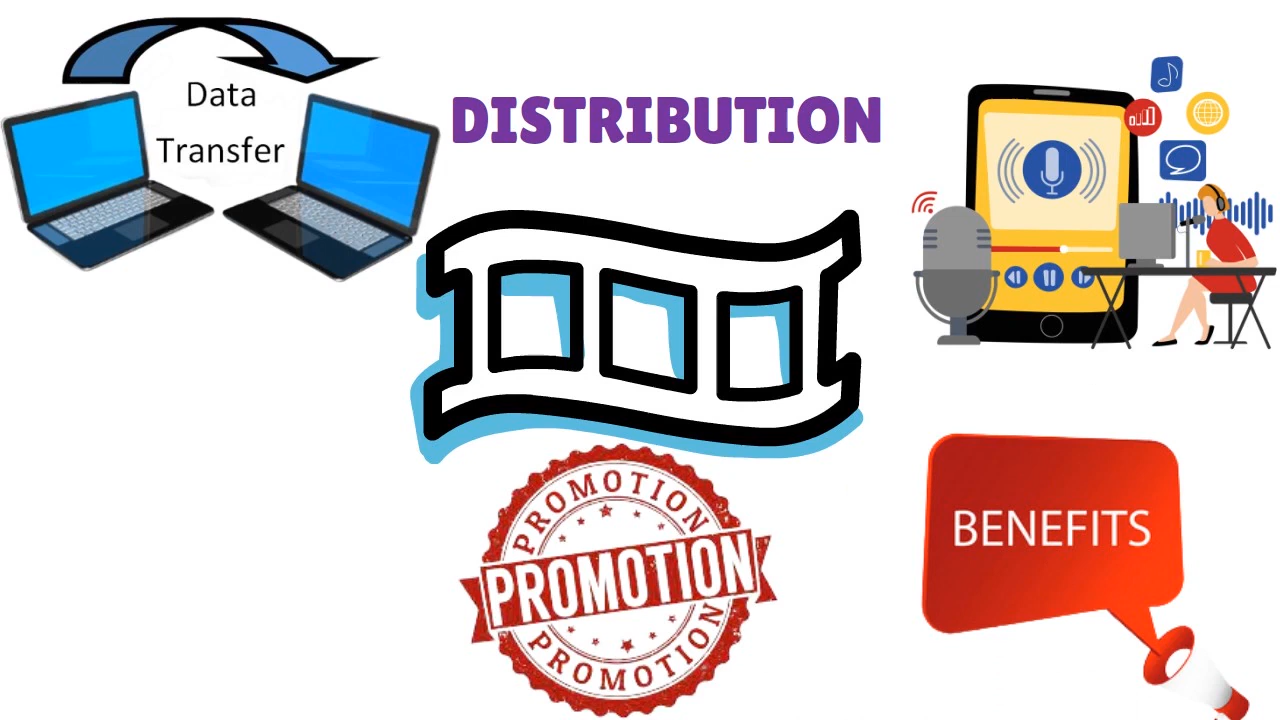 Data
Transfer
DISTRIBUTION
PROMOTION
PROMOTION
PROMOTION
BENEFITS